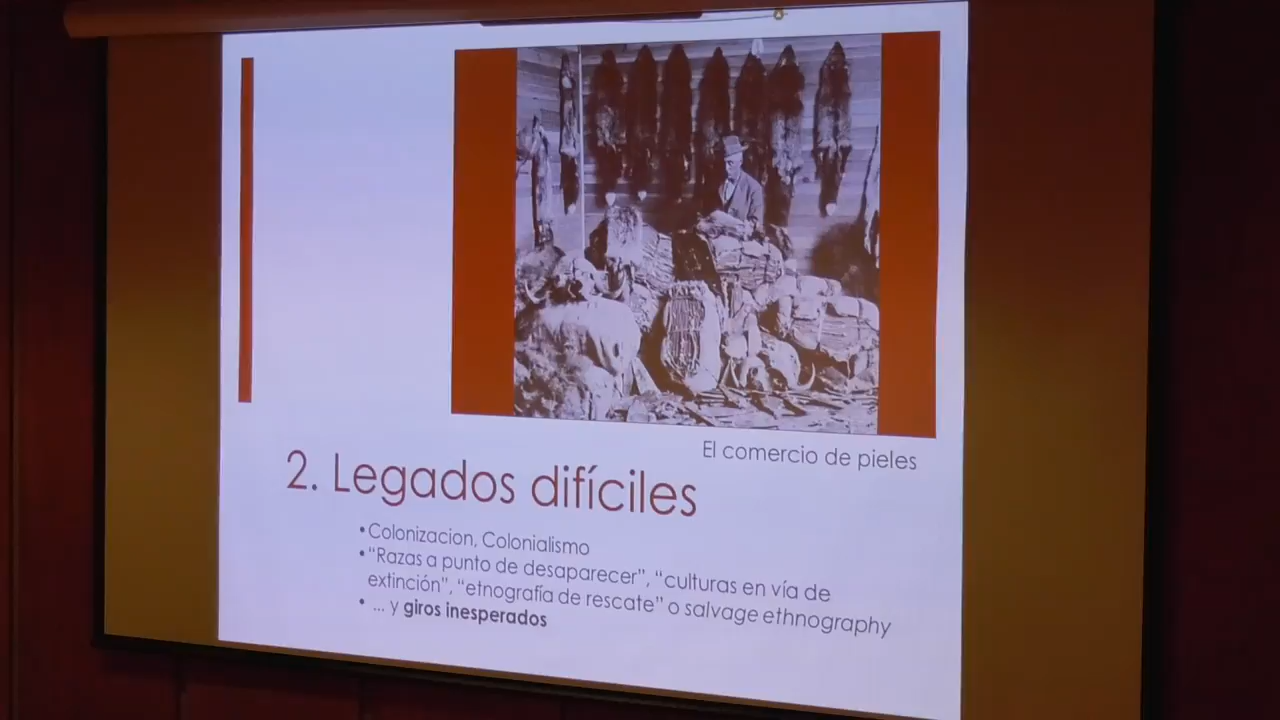 El comercio de pieles
2. Legados difíciles
•Colonizacion, Colonialismo
•“Razas a punto de desaparecer”, “culturas en vía de
extinción”, “etnografía de rescate” o salvage ethnography
• ... y giros inesperados